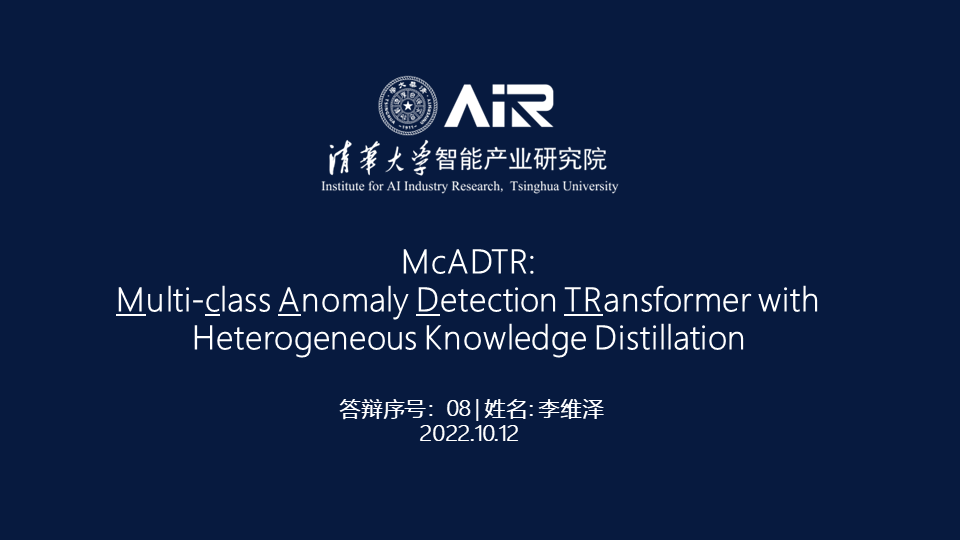 AiR
清华大学智能产业研究院
Institute for AI Industry Research, Tsinghua University
McADTR:
Multi-class Anomaly Detection TRansformer with
Heterogeneous Knowledge Distillation
答辩序号：08 | 姓名: 李维泽
2022.10.12